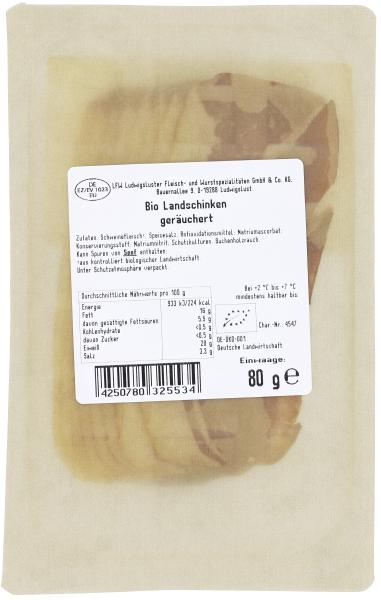 DE
EZ/EV 1023
EU
LFW Ludwigsluster Fleisch- und Wurstspezialitäten GmbH & Co. KG.
Bauernallee 9. D-19288 Ludwigslust
Bio Landschinken
geräuchert
Zutaten: Schweinefleisch¹. Speisesalz. Antioxidationsmittel: Natriumascorbat.
Konservierungsstoff: Natriumnitrit. Schutzkulturen. Buchenholzrauch.
Kann Spuren von Senf enthalten.
¹aus kontrolliert biologischer Landwirtschaft
Unter Schutzatmosphäre verpackt.
Durchschnittliche Nährwerte pro 100 g
Energie 933 kJ/224 kcal
Fett 16 g
davon gesättigte Fettsäuren 5.5 g
Kohlenhydrate <0.5 g
davon Zucker <0.5 g
Eiweiß 20 g
Salz 3.3 g
Bei +2 °C bis +7 °C
mindestens haltbar bis
Char-Nr. 4547
DE-ÖKO-001
Deutsche Landwirtschaft
Einwaage:
80 g ℮
4250780 325534